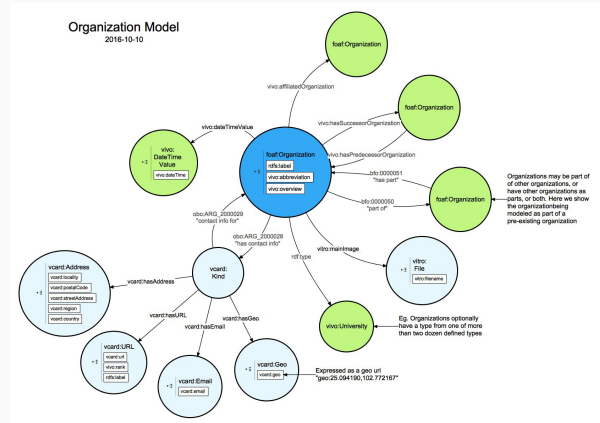 Organization Model
2016-10-10
foaf:Organization
vivo:affiliatedOrganization
foaf:Organization
vivo:hasSuccessorOrganization
vivo:dateTimeValue
vivo:
DateTime
Value
vivo:dateTime
foaf:Organization
rdfs:label
vivo:abbreviation
vivo:overview
vivo:hasPredecessorOrganization
bfo:0000051
"has part"
bfo:0000050
"part of"
foaf:Organization
Organizations may be part of
of other organizations, or
have other organizations as
parts, or both. Here we show
the organizationbeing
modeled as part of a
pre-existing organization
obo:ARG_2000029
"contact info for"
obo:ARG_2000028
"has contact info"
vitro:mainImage
rdf:type
vitro:
File
vitro:filename
vcard:
Kind
vcard:hasAddress
vcard:Address
vcard:locality
vcard:postalCode
vcard:streetAddress
vcard:region
vcard:country
vcard:hasURL
vcard:hasEmail
vcard:hasGeo
vivo:University
Eg. Organizations optionally
have a type from one of more
than two dozen defined types
vcard:URL
vcard:url
vivo:rank
rdfs:label
vcard:Email
vcard:email
vcard:Geo
vcard:geo
Expressed as a geo url
"geo:25.094190,102.772167"